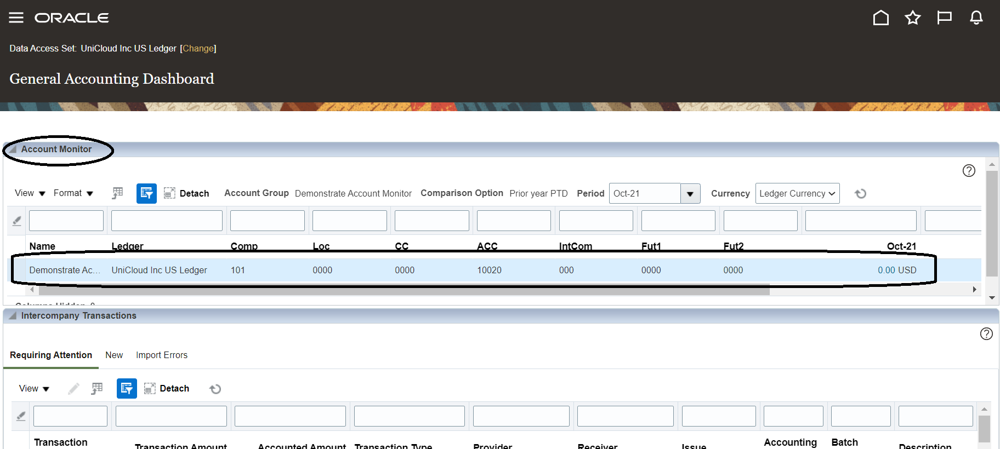 ORACLE
Data Access Set: UniCloud Inc US Ledger [Change]
General Accounting Dashboard
Account Monitor
View Format Detach Account Group Demonstrate Account Monitor Comparison Option Prior year PTD Period Oct-21 Currency Ledger Currency
Name Ledger Comp Loc CC ACC IntCom Fut1 Fut2 Oct-21
Demonstrate Ac... UniCloud Inc US Ledger 101 0000 0000 10020 000 0000 0000 0.00 USD
Columns Hidden 8
Intercompany Transactions
Requiring Attention New Import Errors
View Detach
Transaction Transaction Amount Accounted Amount Transaction Type Provider Receiver Issue Accounting Batch Description